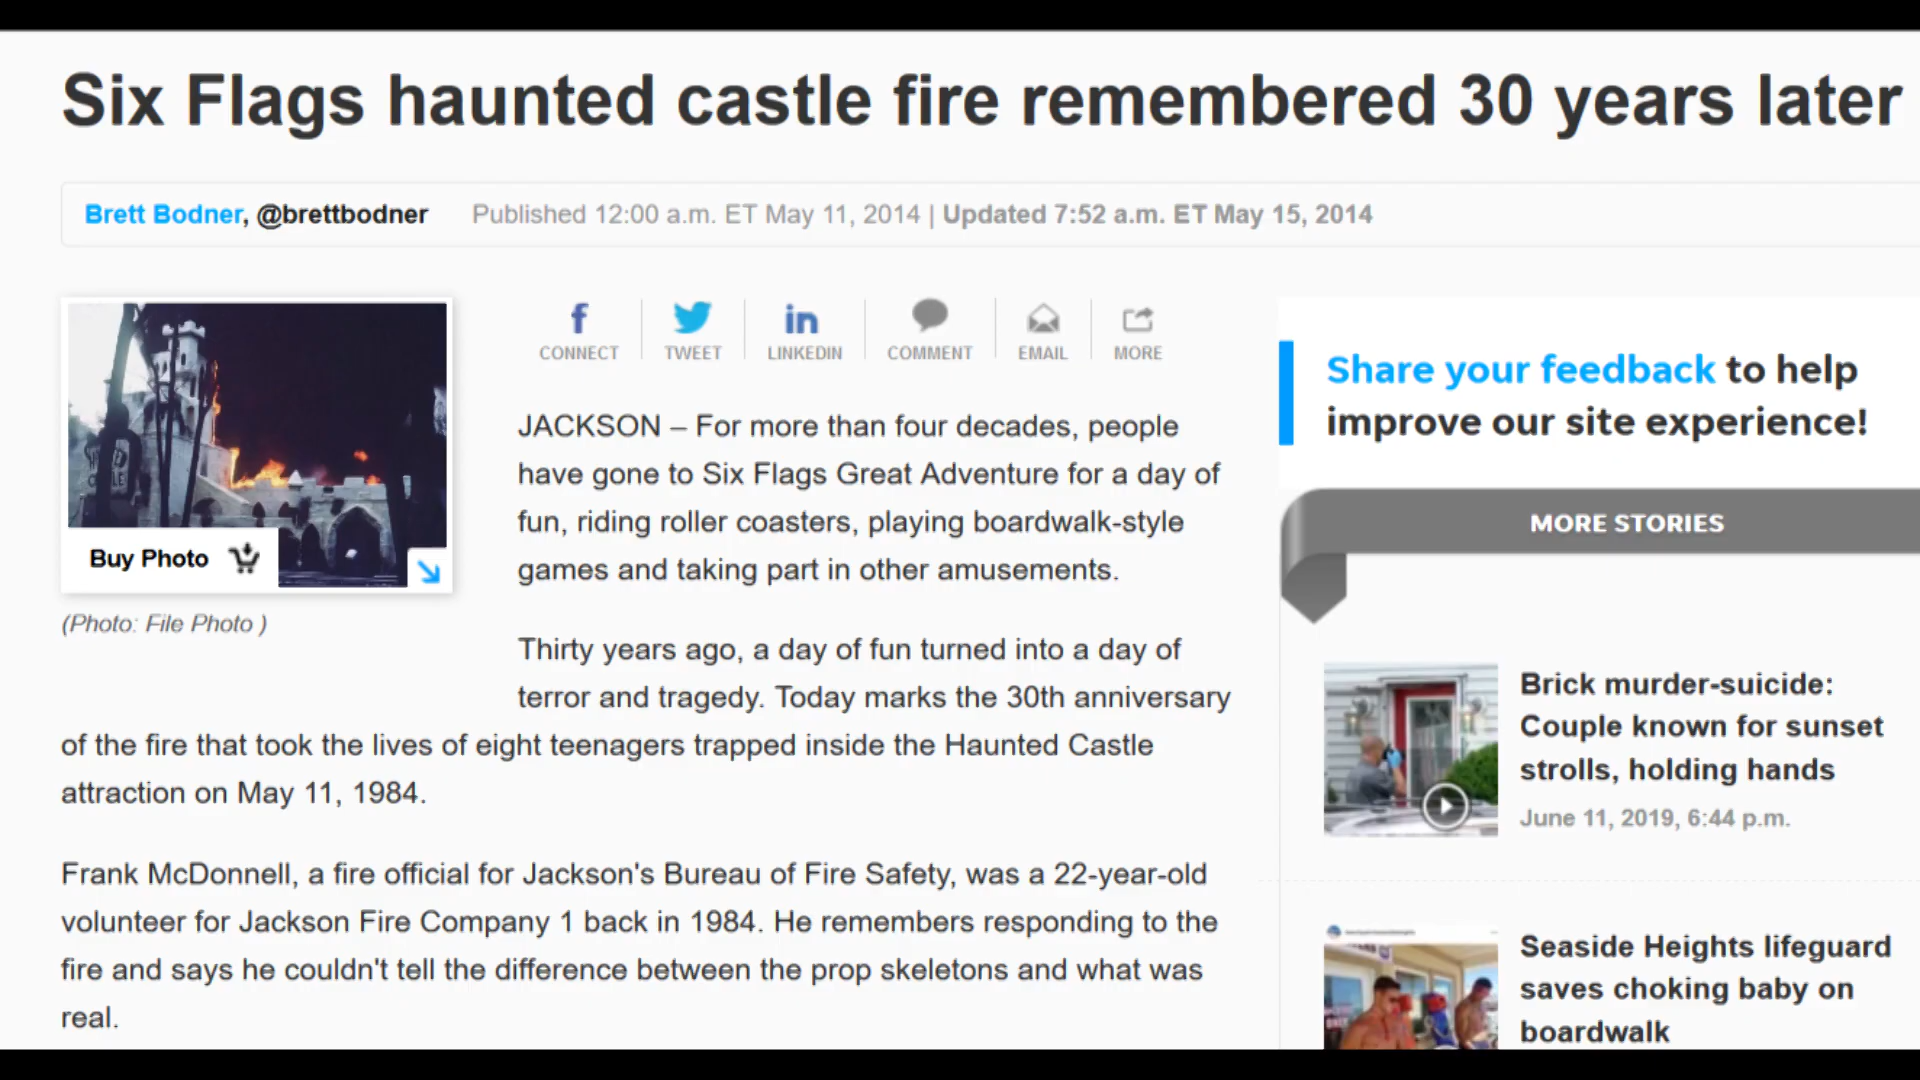 Six Flags haunted castle fire remembered 30 years later
Brett Bodner, @brettbodner Published 12:00 a.m. ET May 11, 2014 | Updated 7:52 a.m. ET May 15, 2014
Buy Photo
(Photo: File Photo )
CONNECT TWEET LINKEDIN COMMENT EMAIL MORE
JACKSON – For more than four decades, people
have gone to Six Flags Great Adventure for a day of
fun, riding roller coasters, playing boardwalk-style
games and taking part in other amusements.
Thirty years ago, a day of fun turned into a day of
terror and tragedy. Today marks the 30th anniversary
of the fire that took the lives of eight teenagers trapped inside the Haunted Castle
attraction on May 11, 1984.
Frank McDonnell, a fire official for Jackson's Bureau of Fire Safety, was a 22-year-old
volunteer for Jackson Fire Company 1 back in 1984. He remembers responding to the
fire and says he couldn't tell the difference between the prop skeletons and what was
real.
Share your feedback to help
improve our site experience!
MORE STORIES
Brick murder-suicide:
Couple known for sunset
strolls, holding hands
June 11, 2019, 6:44 p.m.
Seaside Heights lifeguard
saves choking baby on
boardwalk